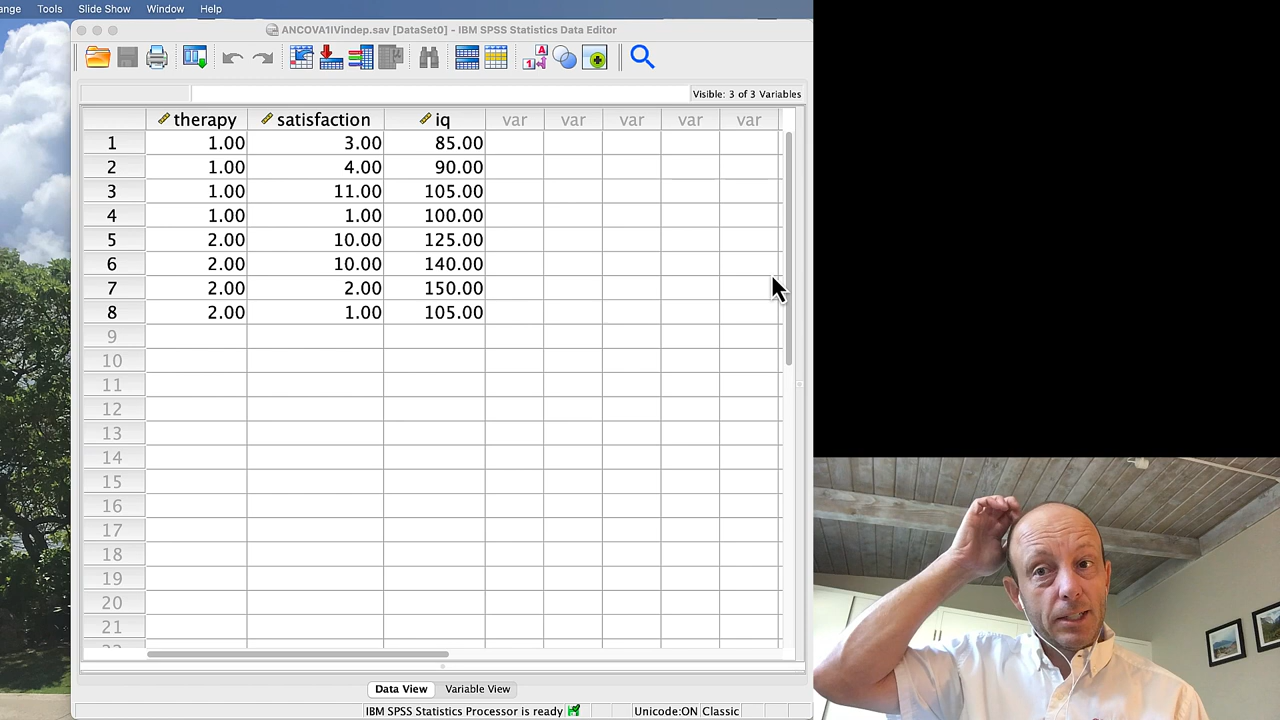 ange Tools Slide Show Window Help
ANCOVA1IVindep.sav [DataSet0] - IBM SPSS Statistics Data Editor
Visible: 3 of 3 Variables
therapy satisfaction iq var var var var var
1 1.00 3.00 85.00
2 1.00 4.00 90.00
3 1.00 11.00 105.00
4 1.00 1.00 100.00
5 2.00 10.00 125.00
6 2.00 10.00 140.00
7 2.00 2.00 150.00
8 2.00 1.00 105.00
9
10
11
12
13
14
15
16
17
18
19
20
21
Data View Variable View
IBM SPSS Statistics Processor is ready Unicode:ON Classic